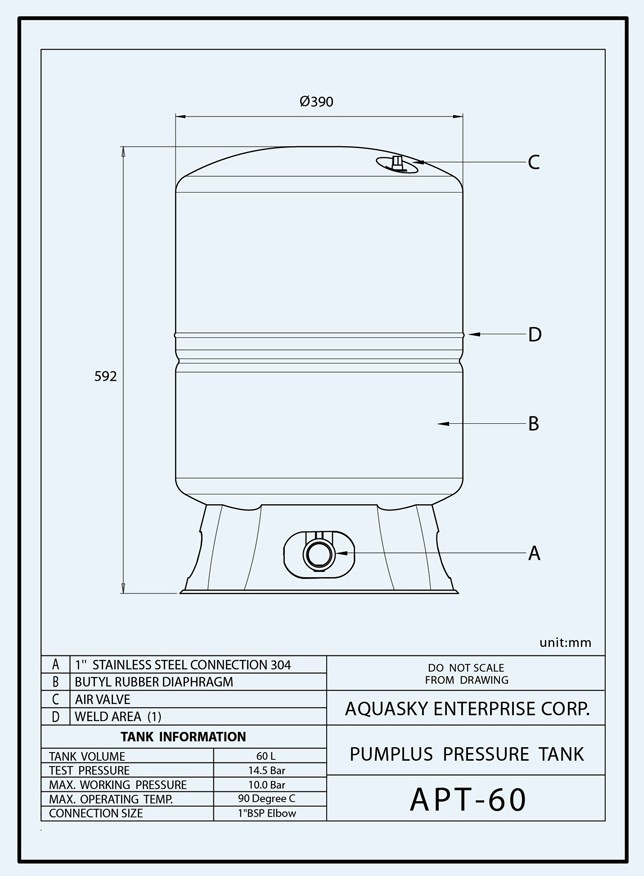 Ø390
C
D
592
B
A
unit:mm
A 1" STAINLESS STEEL CONNECTION 304
B BUTYL RUBBER DIAPHRAGM
C AIR VALVE
D WELD AREA (1)
TANK INFORMATION
TANK VOLUME 60 L
TEST PRESSURE 14.5 Bar
MAX. WORKING PRESSURE 10.0 Bar
MAX. OPERATING TEMP. 90 Degree C
CONNECTION SIZE 1"BSP Elbow
DO NOT SCALE
FROM DRAWING
AQUASKY ENTERPRISE CORP.
PUMPLUS PRESSURE TANK
APT-60